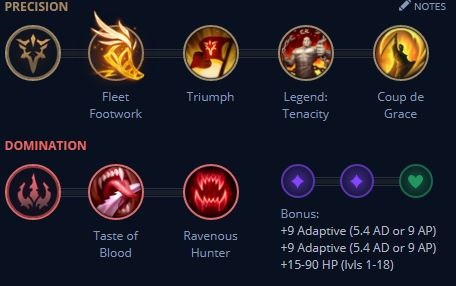 PRECISION
NOTES
Fleet
Footwork
Triumph
Legend:
Tenacity
Coup de
Grace
DOMINATION
Taste of
Blood
Ravenous
Hunter
Bonus:
+9 Adaptive (5.4 AD or 9 AP)
+9 Adaptive (5.4 AD or 9 AP)
+15-90 HP (lvls 1-18)